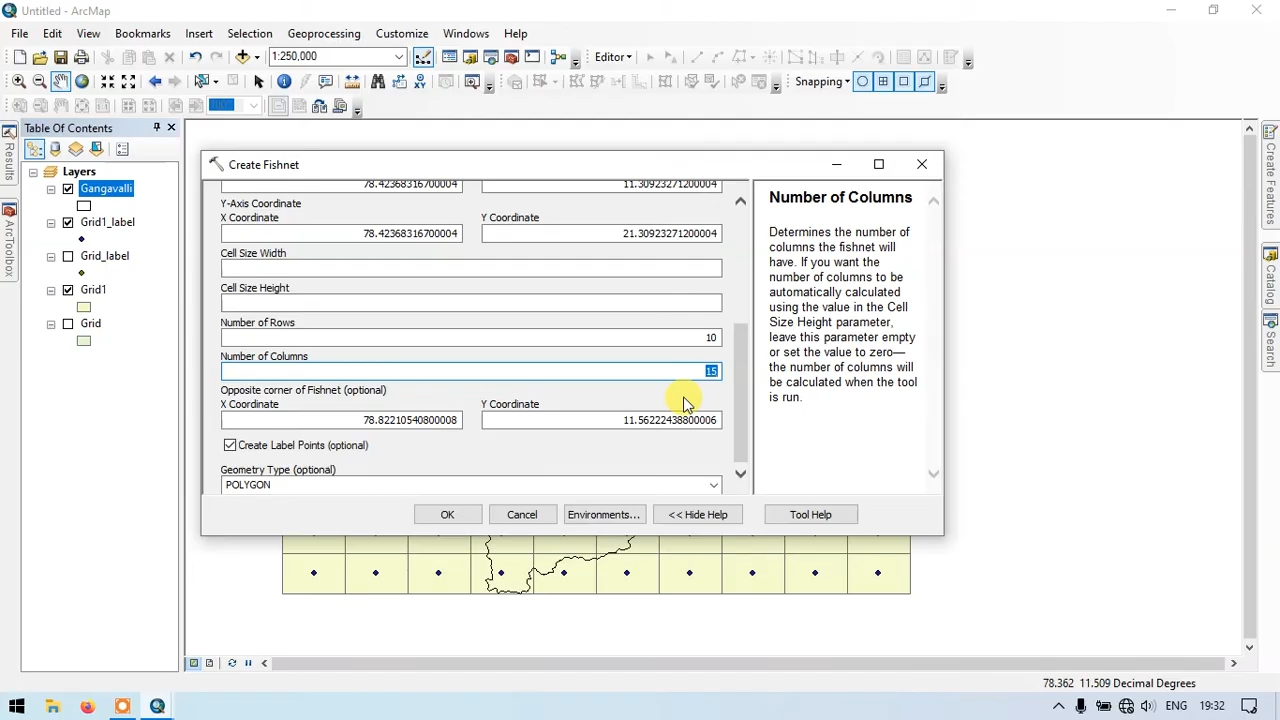 Untitled - ArcMap
File Edit View Bookmarks Insert Selection Geoprocessing Customize Windows Help
1:250,000
Editor
Snapping
Table Of Contents
Results
ArcToolbox
Layers
Gangavalli
Grid1_label
Grid_label
Grid1
Grid
Create Fishnet
78.42368316700004 11.30923271200004
Y-Axis Coordinate
X Coordinate Y Coordinate
78.42368316700004 21.30923271200004
Cell Size Width
Cell Size Height
Number of Rows
10
Number of Columns
15
Opposite corner of Fishnet (optional)
X Coordinate Y Coordinate
78.82210540800008 11.56222438800006
Create Label Points (optional)
Geometry Type (optional)
POLYGON
OK Cancel Environments... << Hide Help Tool Help
Number of Columns
Determines the number of
columns the fishnet will
have. If you want the
number of columns to be
automatically calculated
using the value in the Cell
Size Height parameter,
leave this parameter empty
or set the value to zero—
the number of columns will
be calculated when the tool
is run.
Create Features
Catalog
Search
78.362 11.509 Decimal Degrees
ENG 19:32